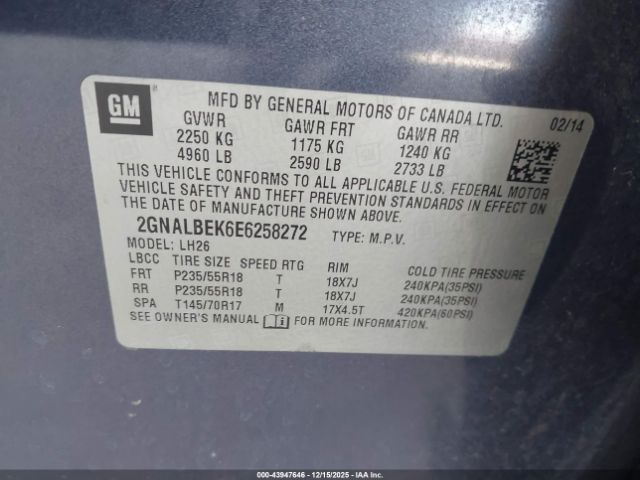 GM
MFD BY GENERAL MOTORS OF CANADA LTD. 02/14
GVWR GAWR FRT GAWR RR
2250 KG 1175 KG 1240 KG
4960 LB 2590 LB 2733 LB
THIS VEHICLE CONFORMS TO ALL APPLICABLE U.S. FEDERAL MOTOR
VEHICLE SAFETY AND THEFT PREVENTION STANDARDS IN EFFECT ON
THE DATE OF MANUFACTURE SHOWN ABOVE.
2GNALBEK6E6258272 TYPE: M.P.V.
MODEL: LH26
LBCC TIRE SIZE SPEED RTG RIM COLD TIRE PRESSURE
FRT P235/55R18 T 18X7J 240KPA(35PSI)
RR P235/55R18 T 18X7J 240KPA(35PSI)
SPA T145/70R17 M 17X4.5T 420KPA(60PSI)
SEE OWNER'S MANUAL FOR MORE INFORMATION.
000-43947646 - 12/15/2025 - COPYRIGHT IAA, LLC